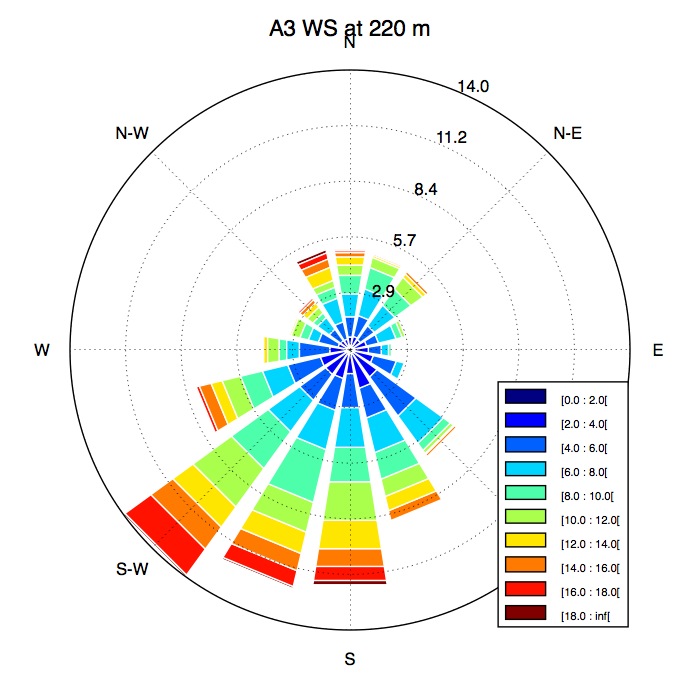 A3 WS at 220 m
N
14.0
N-W
N-E
11.2
8.4
5.7
2.9
W
E
[0.0 : 2.0[
[2.0 : 4.0[
[4.0 : 6.0[
[6.0 : 8.0[
[8.0 : 10.0[
[10.0 : 12.0[
[12.0 : 14.0[
[14.0 : 16.0[
[16.0 : 18.0[
[18.0 : inf[
S-W
S